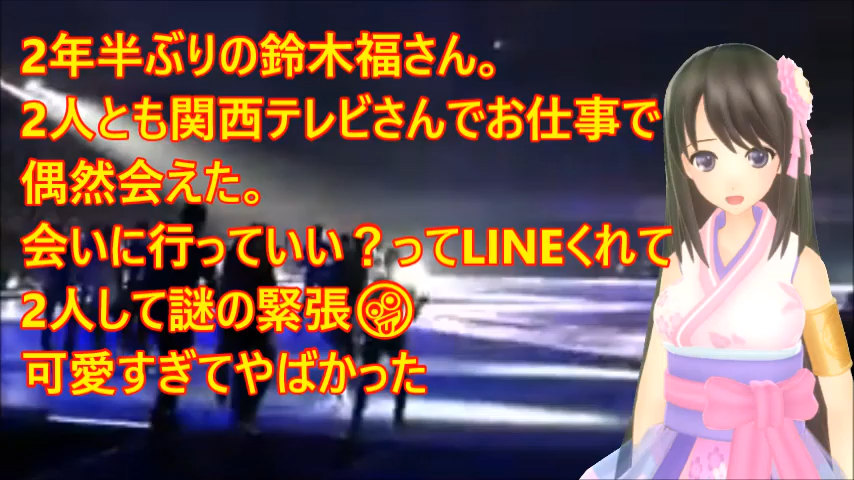 2年半ぶりの鈴木福さん。
2人とも関西テレビさんでお仕事で
偶然会えた。
会いに行っていい？ってLINEくれて
2人して謎の緊張🤪
可愛すぎてやばかった